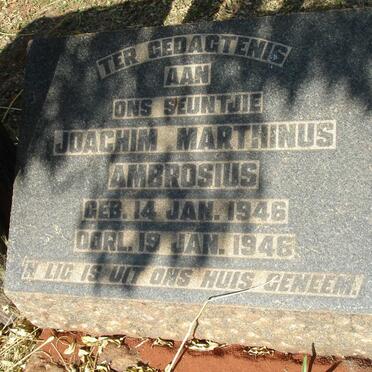 TER GEDAGTENIS
AAN
ONS SEUNTJIE
JOACHIM MARTHINUS
AMBROSIUS
GEB. 14 JAN. 1946
OORL. 19 JAN. 1946
'N LIG IS UIT ONS HUIS GENEEM.